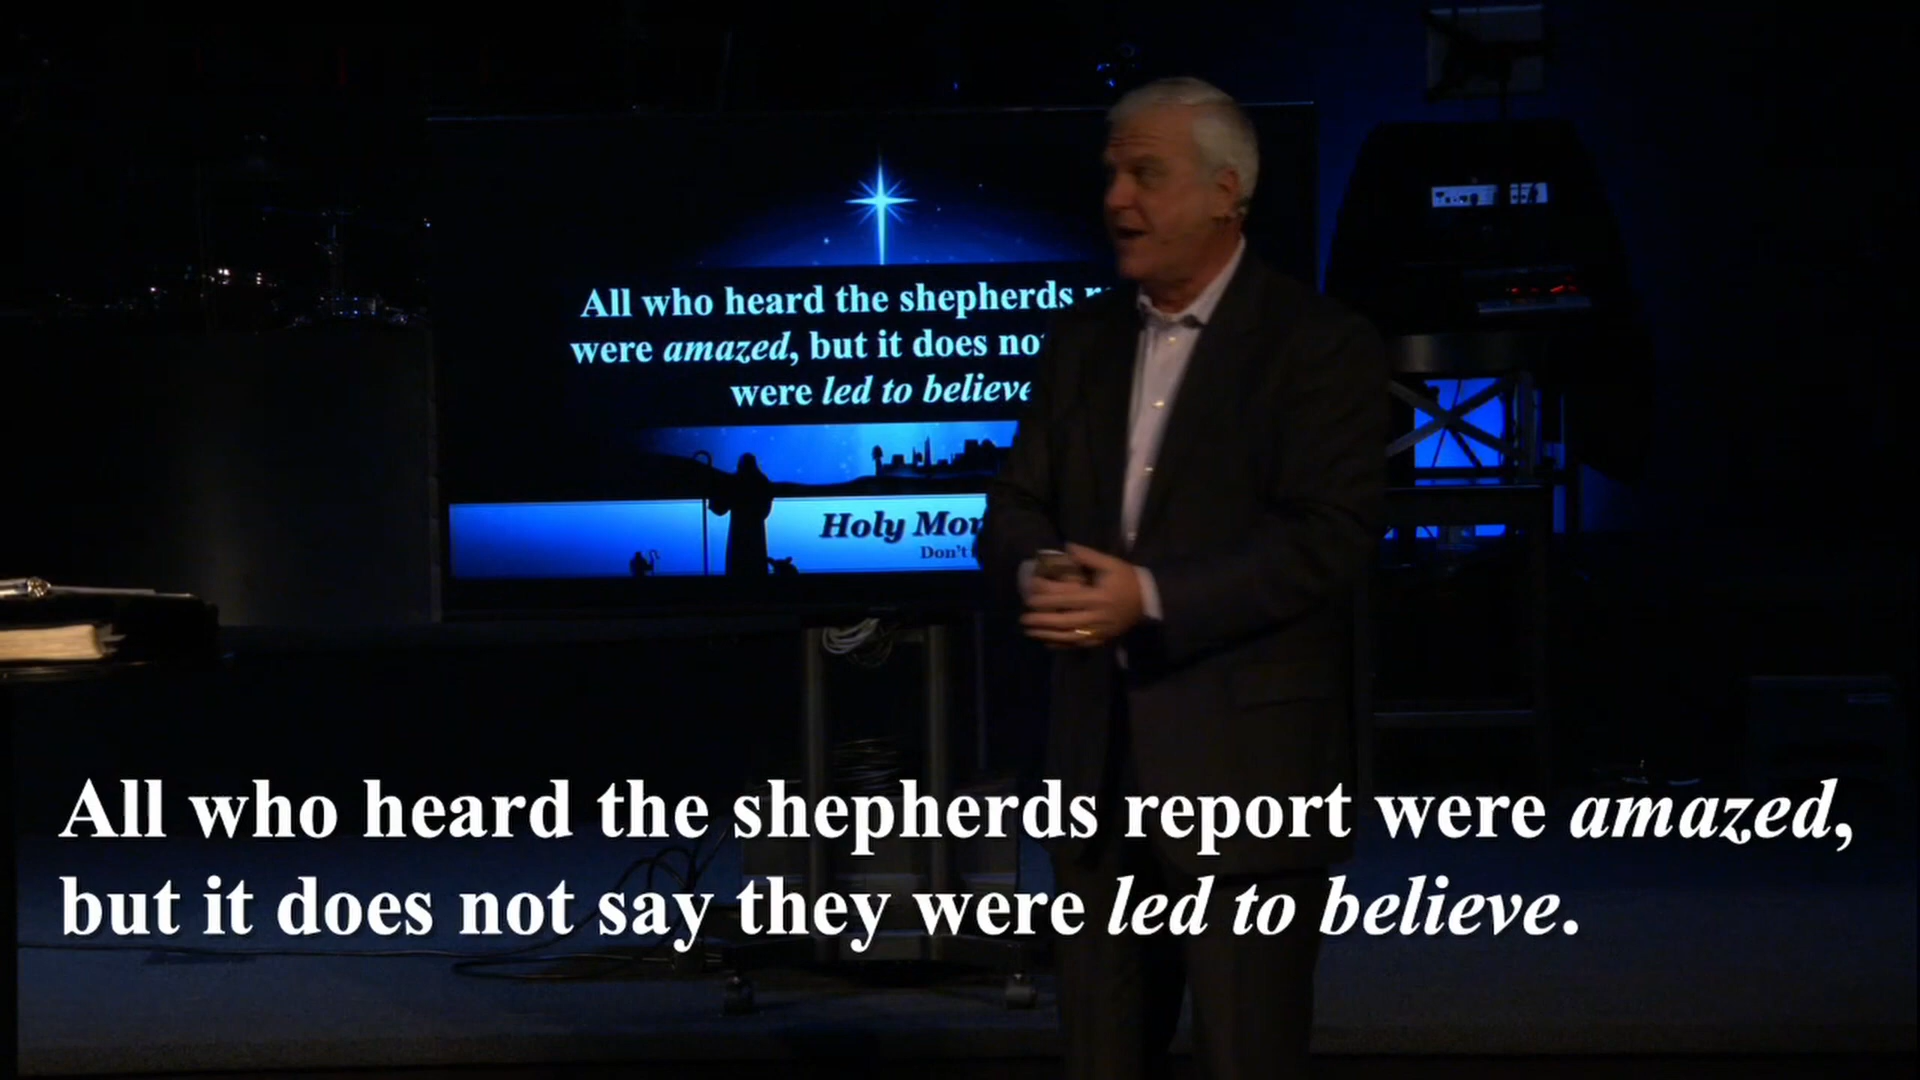 All who heard the shepherds
were amazed, but it does
were led to believe
Holy
Don't
All who heard the shepherds report were amazed,
but it does not say they were led to believe.